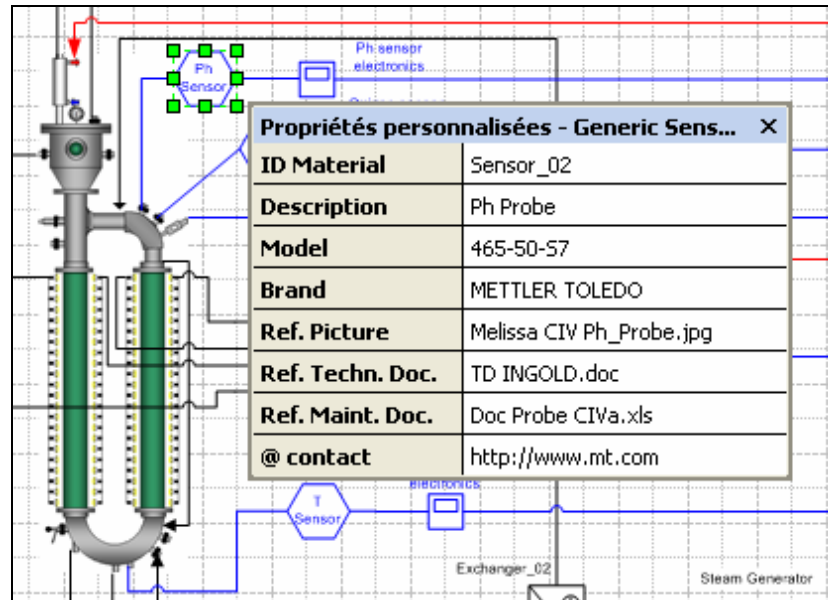 Ph sensor
electronics
Ph
Sensor
Propriétés personnalisées - Generic Sens...
ID Material Sensor_02
Description Ph Probe
Model 465-50-S7
Brand METTLER TOLEDO
Ref. Picture Melissa CIV Ph_Probe.jpg
Ref. Techn. Doc. TD INGOLD.doc
Ref. Maint. Doc. Doc Probe CIVa.xls
@ contact http://www.mt.com
electronics
T
Sensor
Exchanger_02
Steam Generator